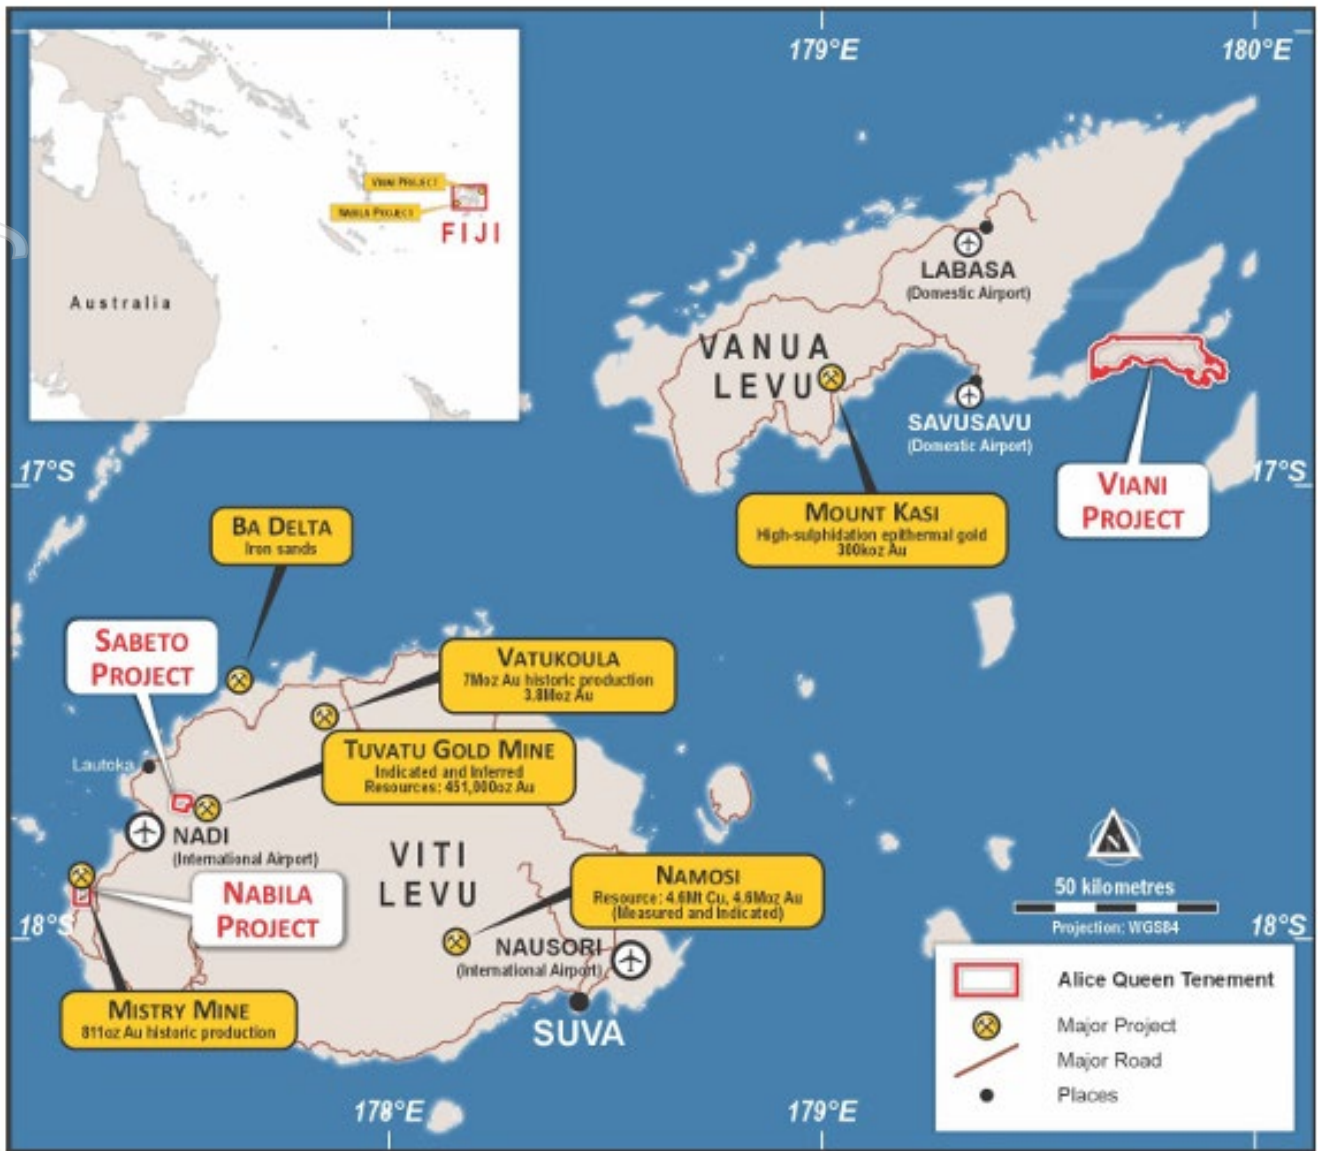 179°E
180°E
VIANI PROJECT
NABILA PROJECT
FIJI
Australia
LABASA
(Domestic Airport)
VANUA
LEVU
SAVUSAVU
(Domestic Airport)
17°S
17°S
VIANI
PROJECT
MOUNT KASI
High-sulphidation epithermal gold
300koz Au
BA DELTA
Iron sands
SABETO
PROJECT
VATUKOULA
7Moz Au historic production
3.8Moz Au
TUVATU GOLD MINE
Indicated and Inferred
Resources: 451,000oz Au
Lautoka
NADI
(International Airport)
VITI
LEVU
NABILA
PROJECT
NAMOSI
Resource: 4.6Mt Cu, 4.6Moz Au
(Measured and Indicated)
N
50 kilometres
Projection: WGS84
18°S
18°S
NAUSORI
(International Airport)
MISTRY MINE
811oz Au historic production
SUVA
Alice Queen Tenement
Major Project
Major Road
Places
178°E
179°E